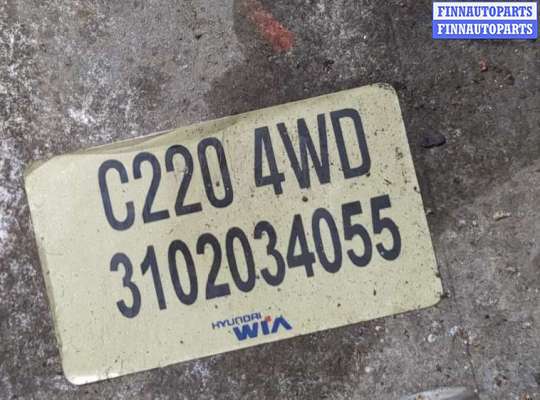 FINNAUTOPARTS
FINNAUTOPARTS
C220 4WD
3102034055
HYUNDAI
WIA